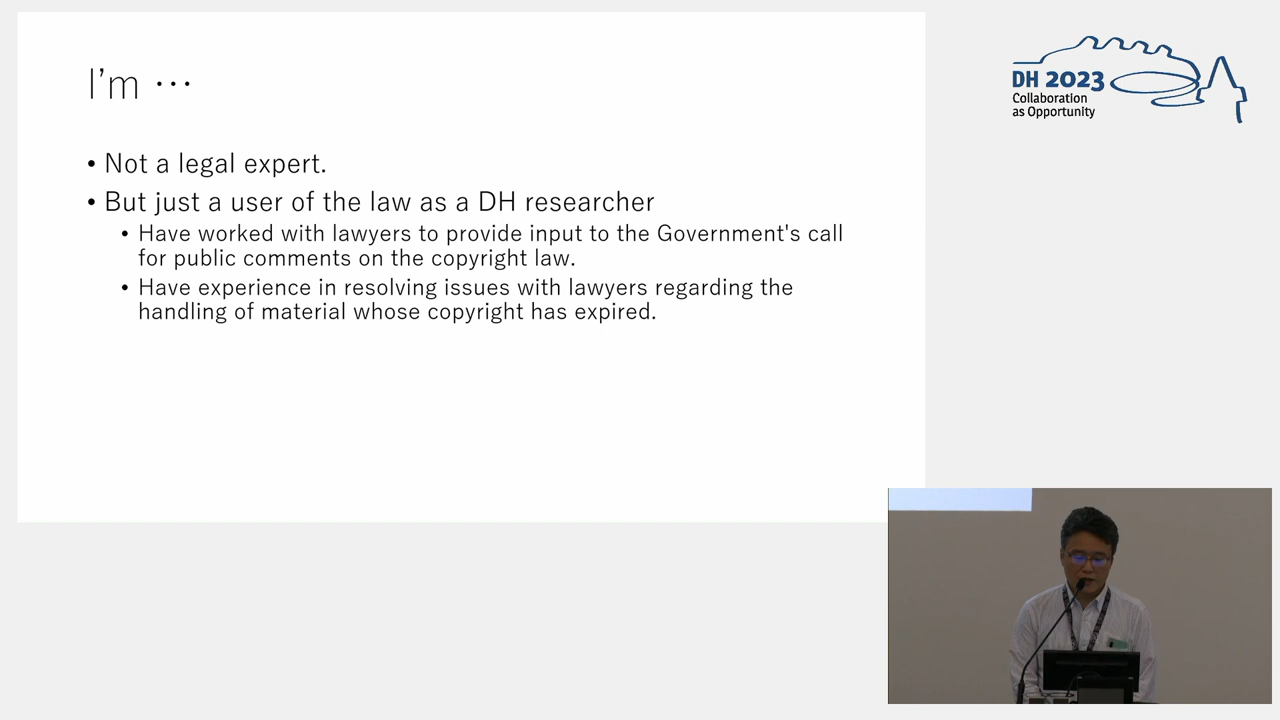 I'm …
• Not a legal expert.
• But just a user of the law as a DH researcher
• Have worked with lawyers to provide input to the Government's call
for public comments on the copyright law.
• Have experience in resolving issues with lawyers regarding the
handling of material whose copyright has expired.
DH 2023
Collaboration
as Opportunity